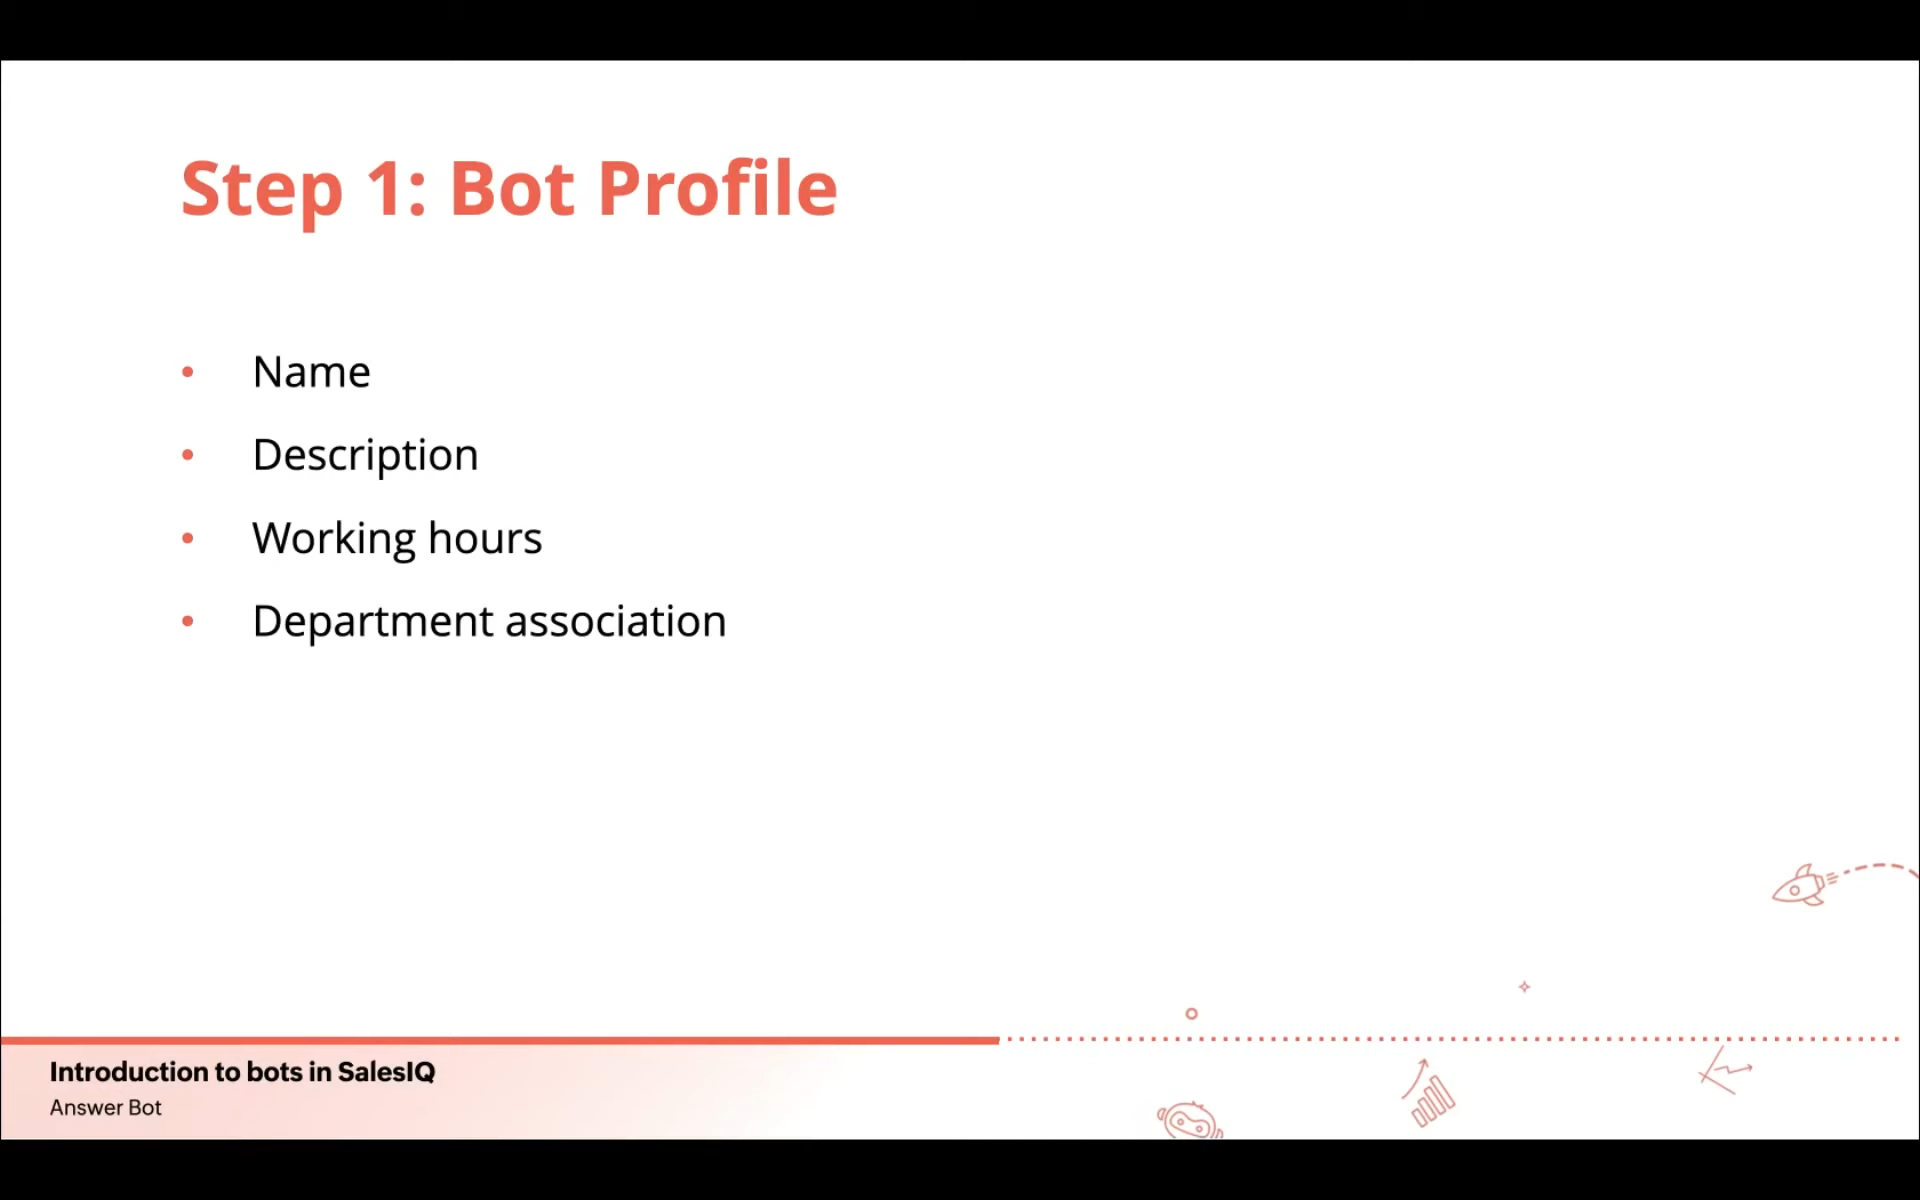 Step 1: Bot Profile
• Name
• Description
• Working hours
• Department association
Introduction to bots in SalesIQ
Answer Bot